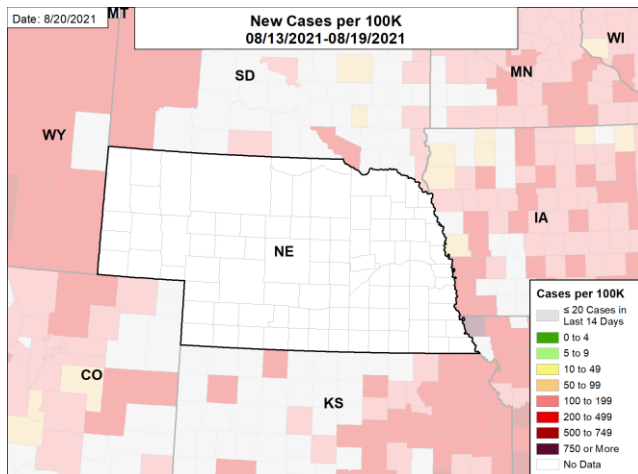 Date: 8/20/2021
New Cases per 100K
08/13/2021-08/19/2021
MT
WI
SD
MN
WY
NE
IA
CO
KS
Cases per 100K
≤ 20 Cases in
Last 14 Days
0 to 4
5 to 9
10 to 49
50 to 99
100 to 199
200 to 499
500 to 749
750 or More
No Data